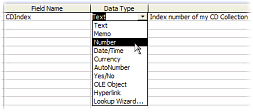 Field Name Data Type
CDIndex Text Index number of my CD Collection
Text
Memo
Number
Date/Time
Currency
AutoNumber
Yes/No
OLE Object
Hyperlink
Lookup Wizard...